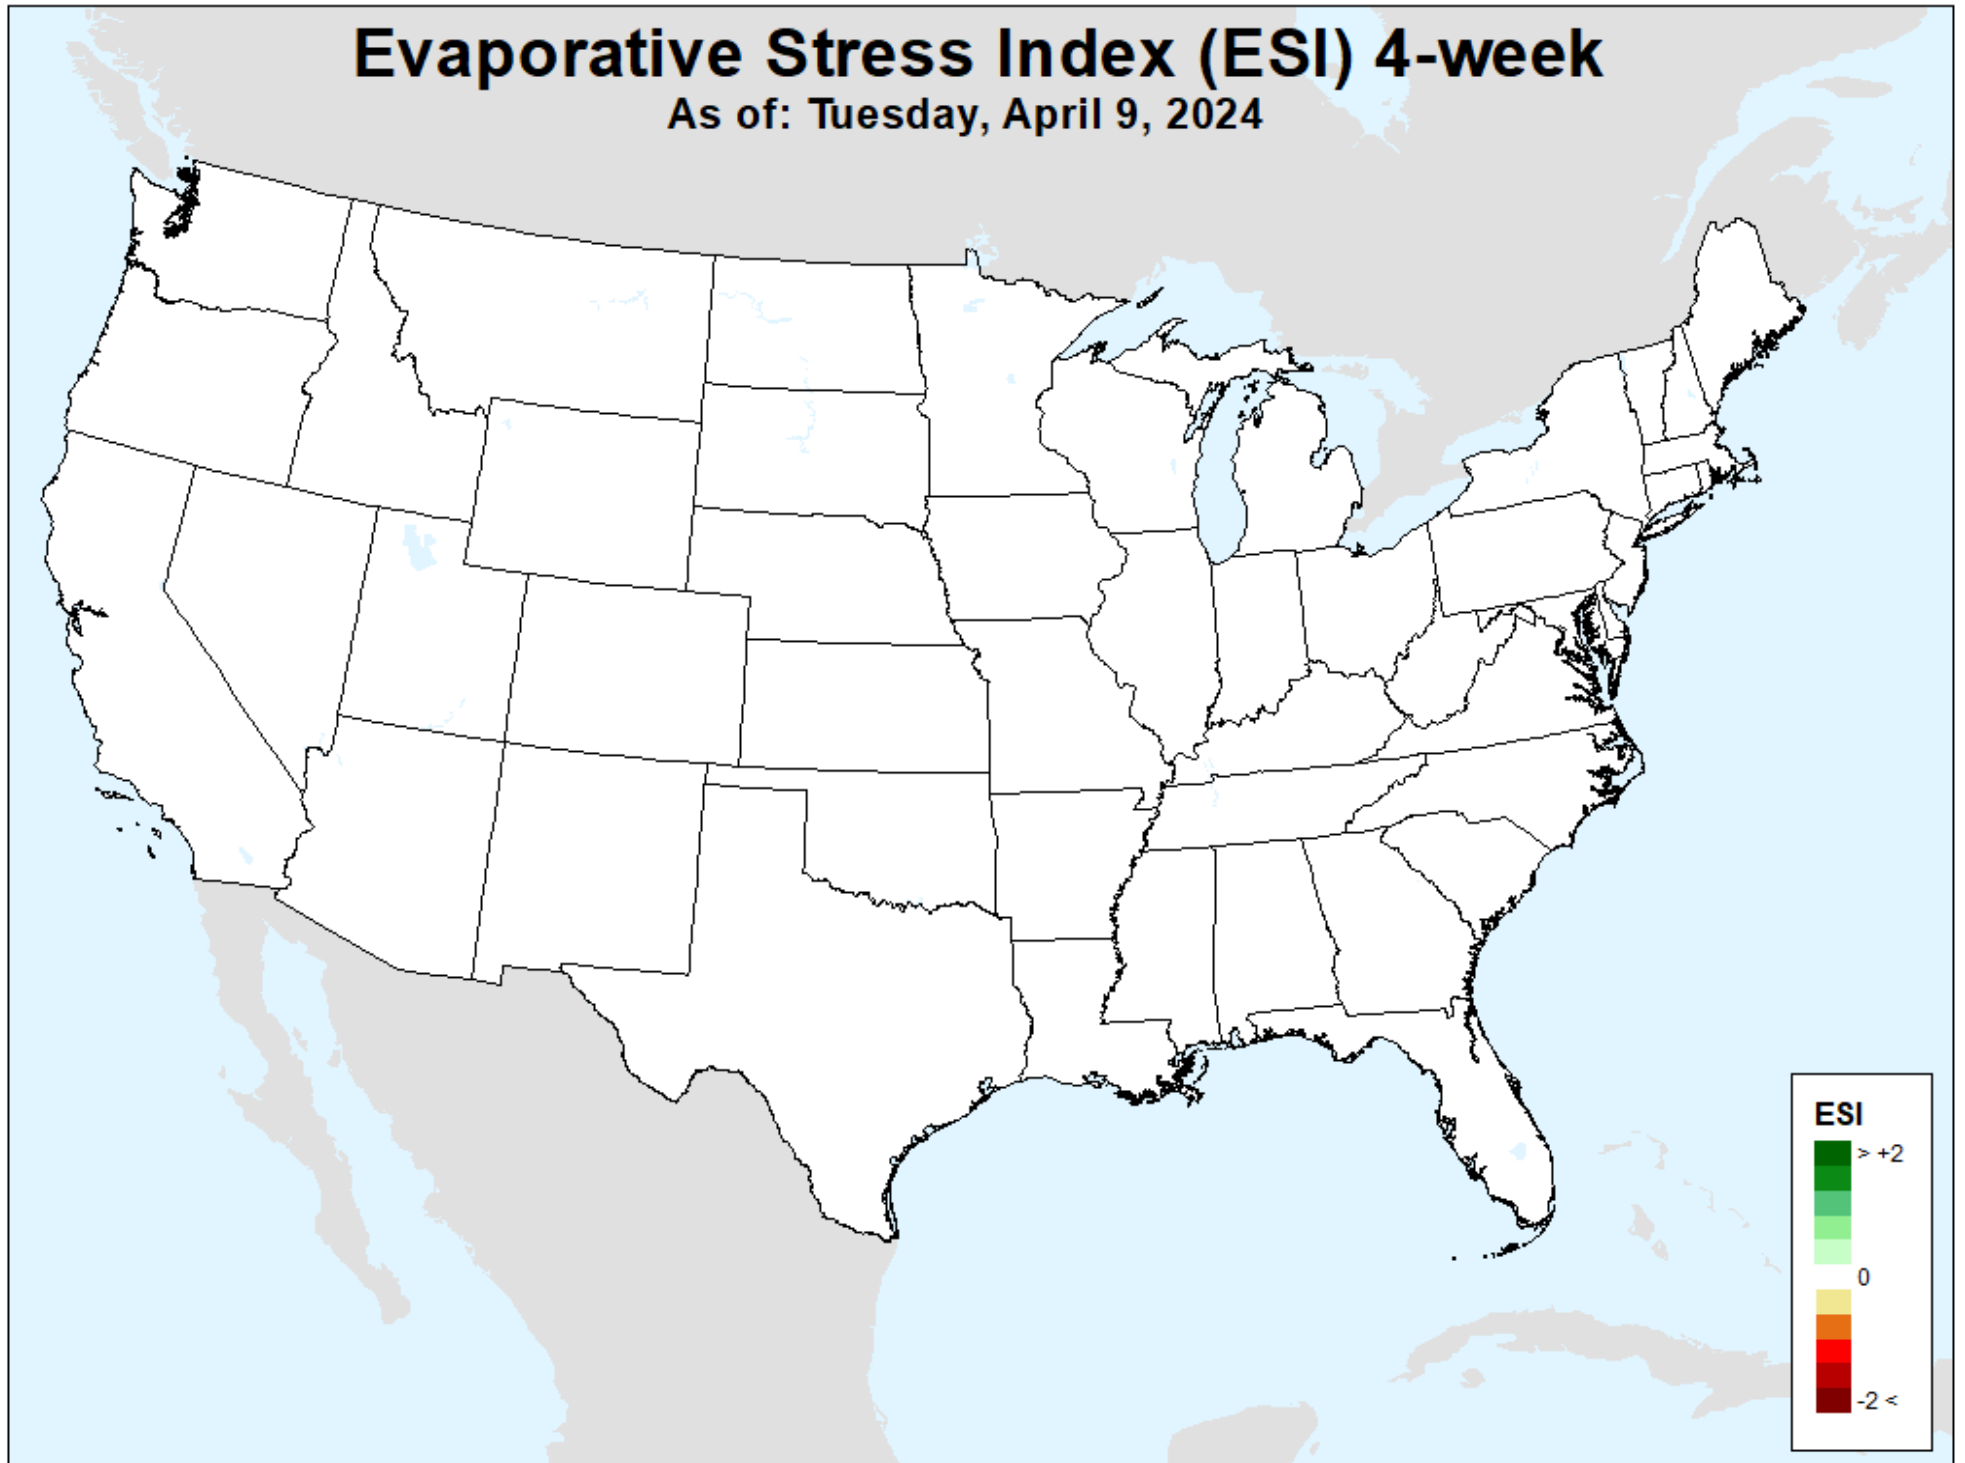 Evaporative Stress Index (ESI) 4-week
As of: Tuesday, April 9, 2024
ESI
> +2
0
-2 <